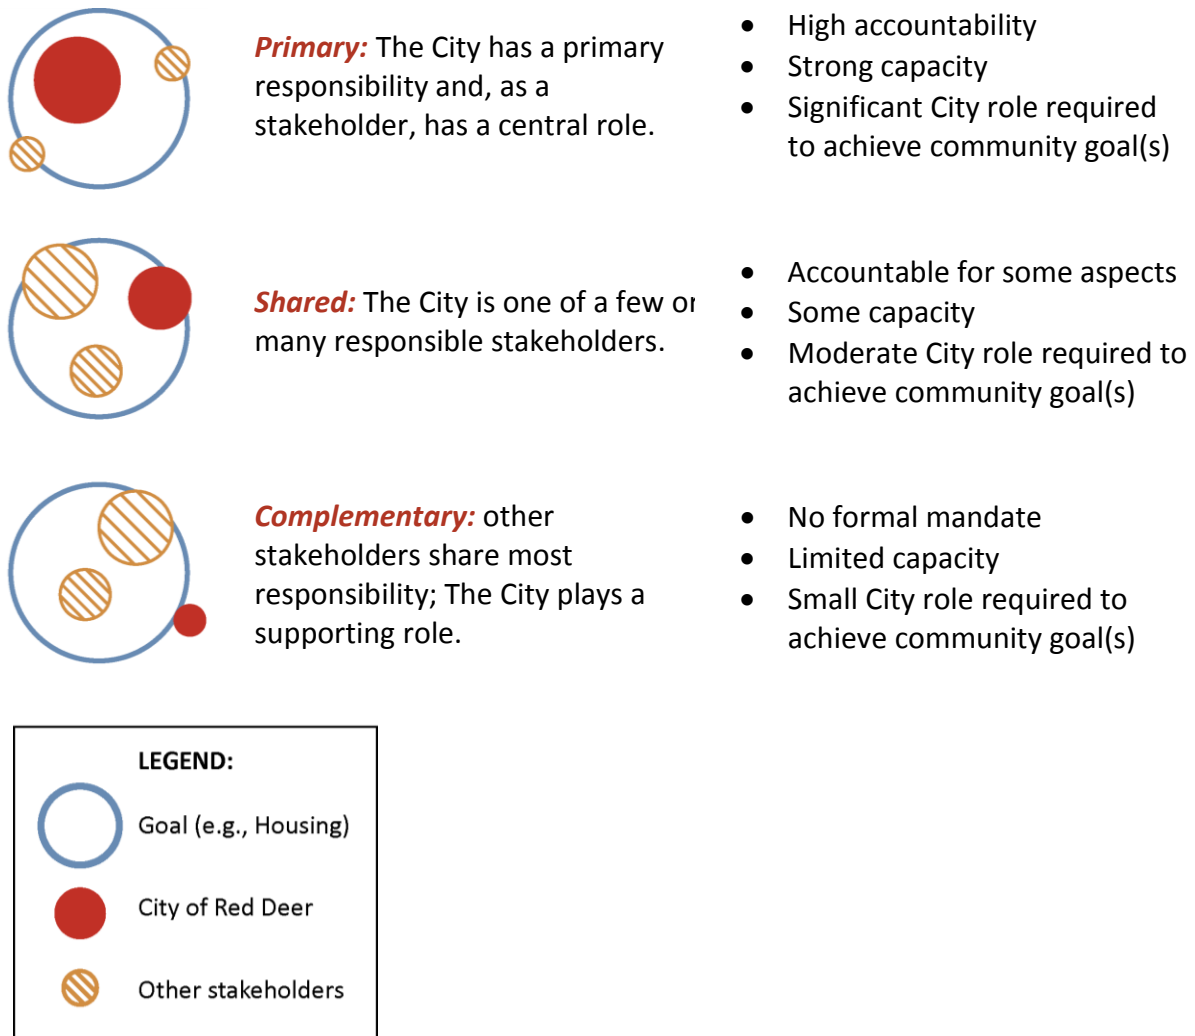 Primary: The City has a primary
responsibility and, as a
stakeholder, has a central role.
• High accountability
• Strong capacity
• Significant City role required
to achieve community goal(s)
Shared: The City is one of a few or
many responsible stakeholders.
• Accountable for some aspects
• Some capacity
• Moderate City role required to
achieve community goal(s)
Complementary: other
stakeholders share most
responsibility; The City plays a
supporting role.
• No formal mandate
• Limited capacity
• Small City role required to
achieve community goal(s)
LEGEND:
Goal (e.g., Housing)
City of Red Deer
Other stakeholders